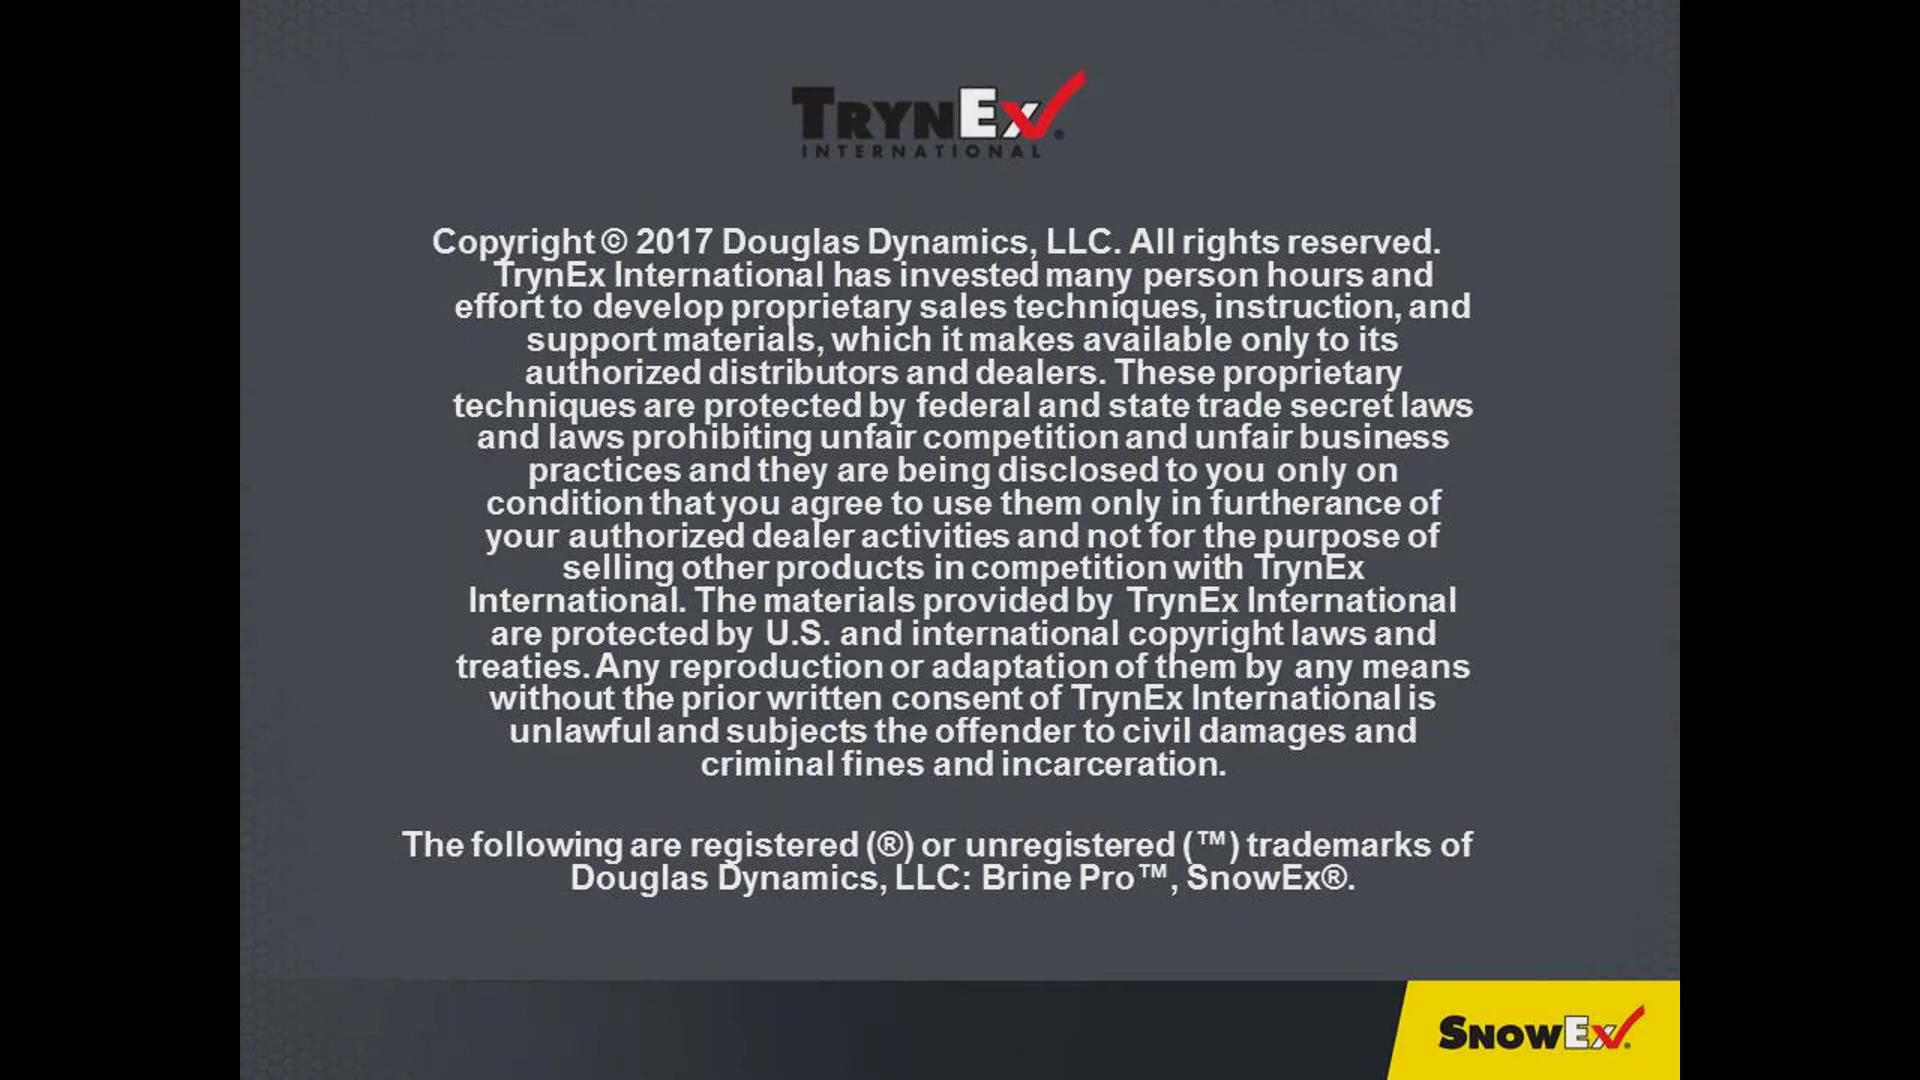 TRYNEX®
INTERNATIONAL
Copyright © 2017 Douglas Dynamics, LLC. All rights reserved.
TrynEx International has invested many person hours and
effort to develop proprietary sales techniques, instruction, and
support materials, which it makes available only to its
authorized distributors and dealers. These proprietary
techniques are protected by federal and state trade secret laws
and laws prohibiting unfair competition and unfair business
practices and they are being disclosed to you only on
condition that you agree to use them only in furtherance of
your authorized dealer activities and not for the purpose of
selling other products in competition with TrynEx
International. The materials provided by TrynEx International
are protected by U.S. and international copyright laws and
treaties. Any reproduction or adaptation of them by any means
without the prior written consent of TrynEx International is
unlawful and subjects the offender to civil damages and
criminal fines and incarceration.
The following are registered (®) or unregistered (™) trademarks of
Douglas Dynamics, LLC: Brine Pro™, SnowEx®.
SNOWEX®